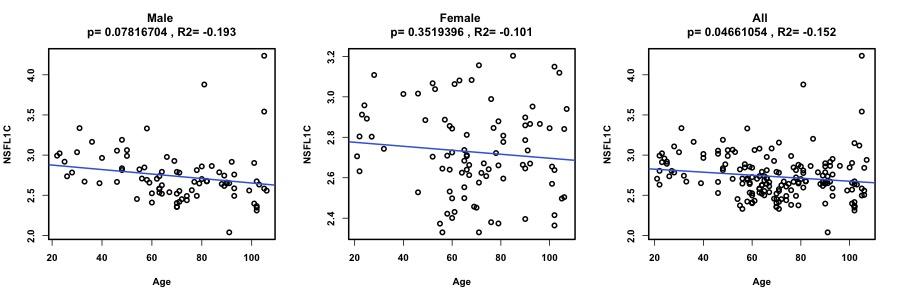 Male
p= 0.07816704 , R2= -0.193
NSFL1C
4.0
3.5
3.0
2.5
2.0
20 40 60 80 100
Age
Female
p= 0.3519396 , R2= -0.101
NSFL1C
3.2
3.0
2.8
2.6
2.4
20 40 60 80 100
Age
All
p= 0.04661054 , R2= -0.152
NSFL1C
4.0
3.5
3.0
2.5
2.0
20 40 60 80 100
Age